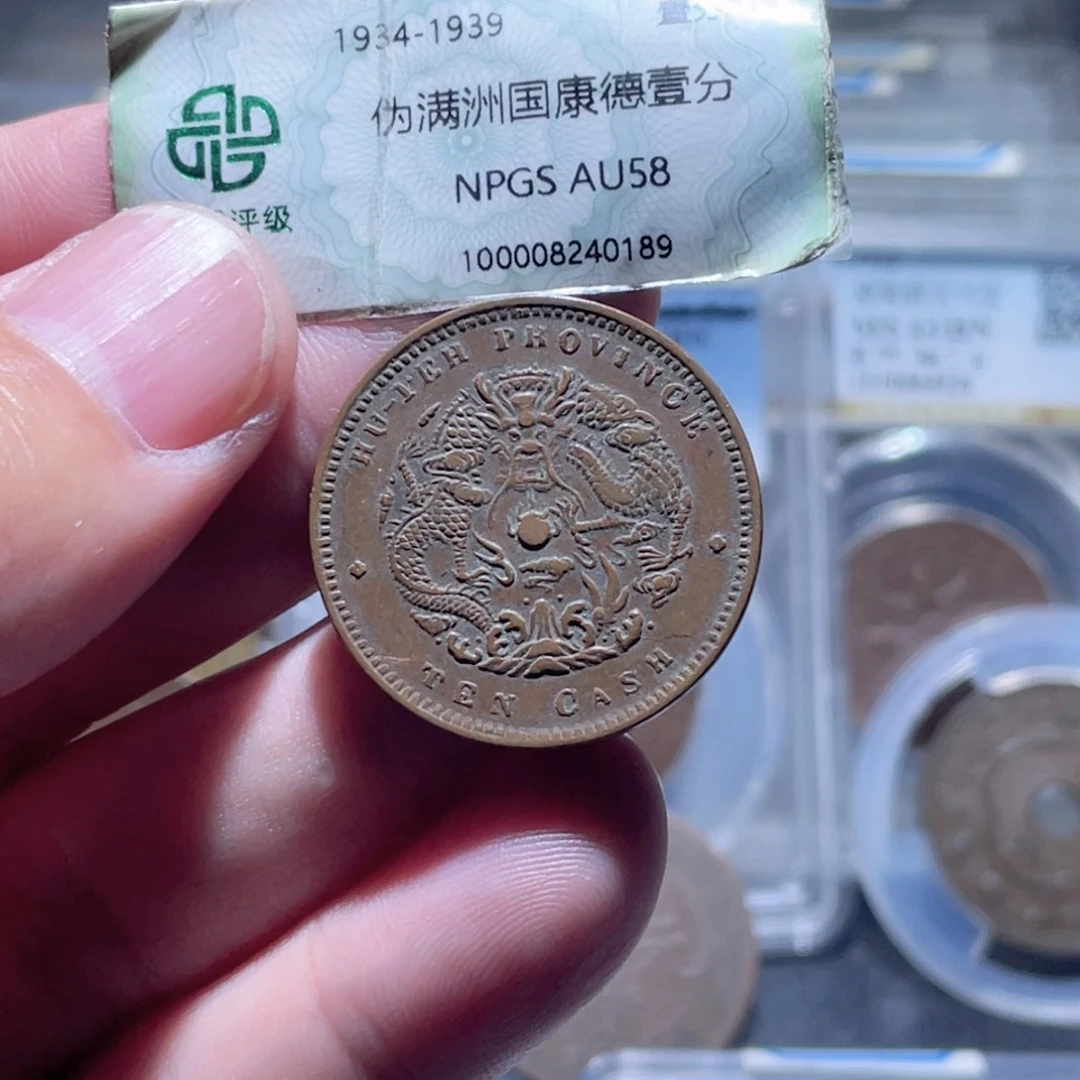 1934-1939
伪满洲国康德壹分
NPGS AU58
评级
100008240189
HU-PEH PROVINCE
TEN CASH